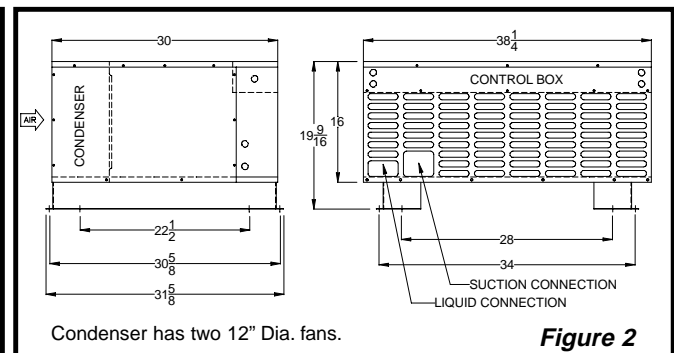 30
38 1/4
CONTROL BOX
CONDENSER
AIR
19 9/16
16
22 1/2
28
30 5/8
34
31 5/8
SUCTION CONNECTION
LIQUID CONNECTION
Condenser has two 12” Dia. fans.
Figure 2